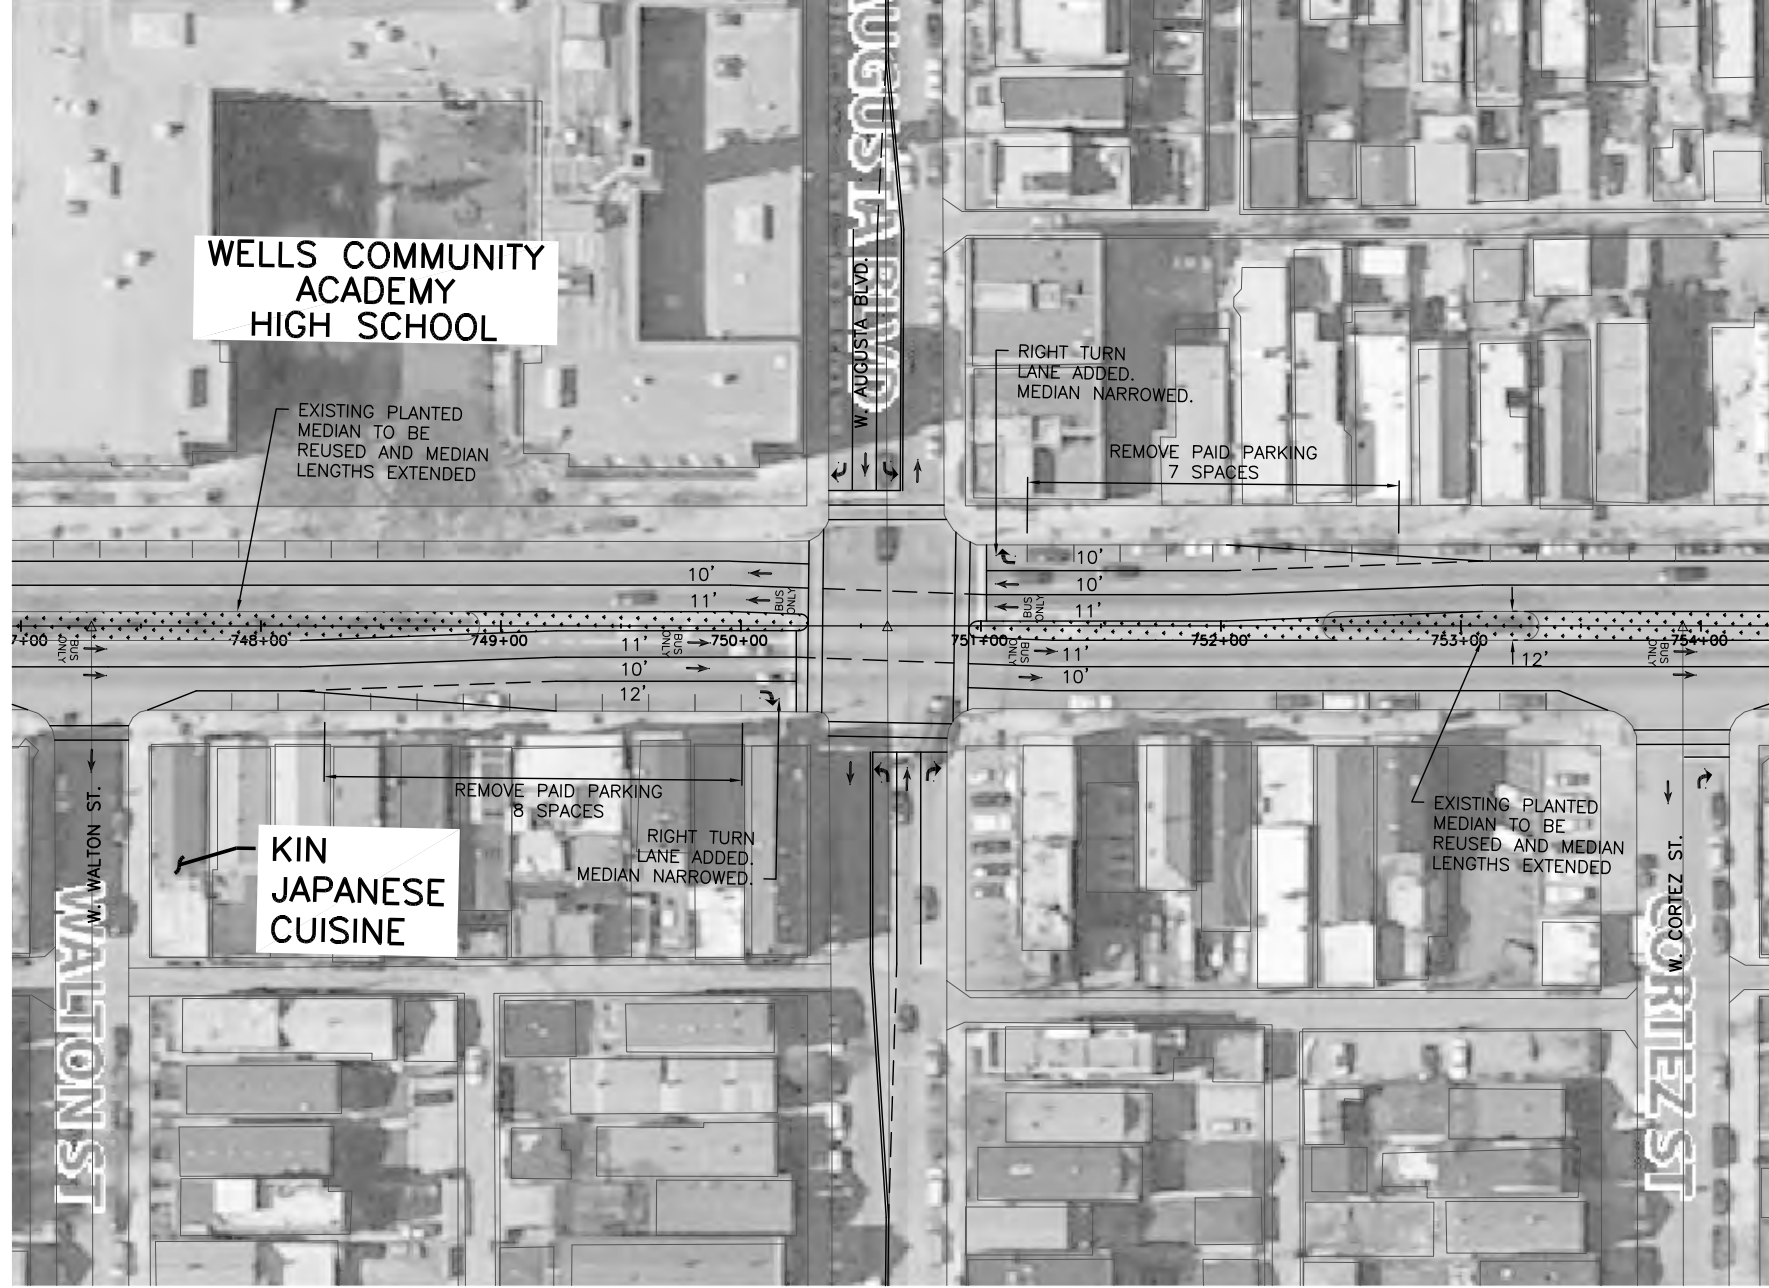 AUGUSTA BLVD
W. AUGUSTA BLVD.
WELLS COMMUNITY
ACADEMY
HIGH SCHOOL
EXISTING PLANTED
MEDIAN TO BE
REUSED AND MEDIAN
LENGTHS EXTENDED
RIGHT TURN
LANE ADDED.
MEDIAN NARROWED.
REMOVE PAID PARKING
7 SPACES
10'
10'
10'
10'
11'
BUS
ONLY
BUS
ONLY
11'
7+00
748+00
749+00
750+00
751+00
752+00
753+00
754+00
BUS
ONLY
11'
BUS
ONLY
BUS
ONLY
11'
12'
BUS
ONLY
10'
10'
12'
REMOVE PAID PARKING
8 SPACES
RIGHT TURN
LANE ADDED.
MEDIAN NARROWED.
EXISTING PLANTED
MEDIAN TO BE
REUSED AND MEDIAN
LENGTHS EXTENDED
KIN
JAPANESE
CUISINE
W. WALTON ST.
WALTON ST
W. CORTEZ ST.
CORTEZ ST